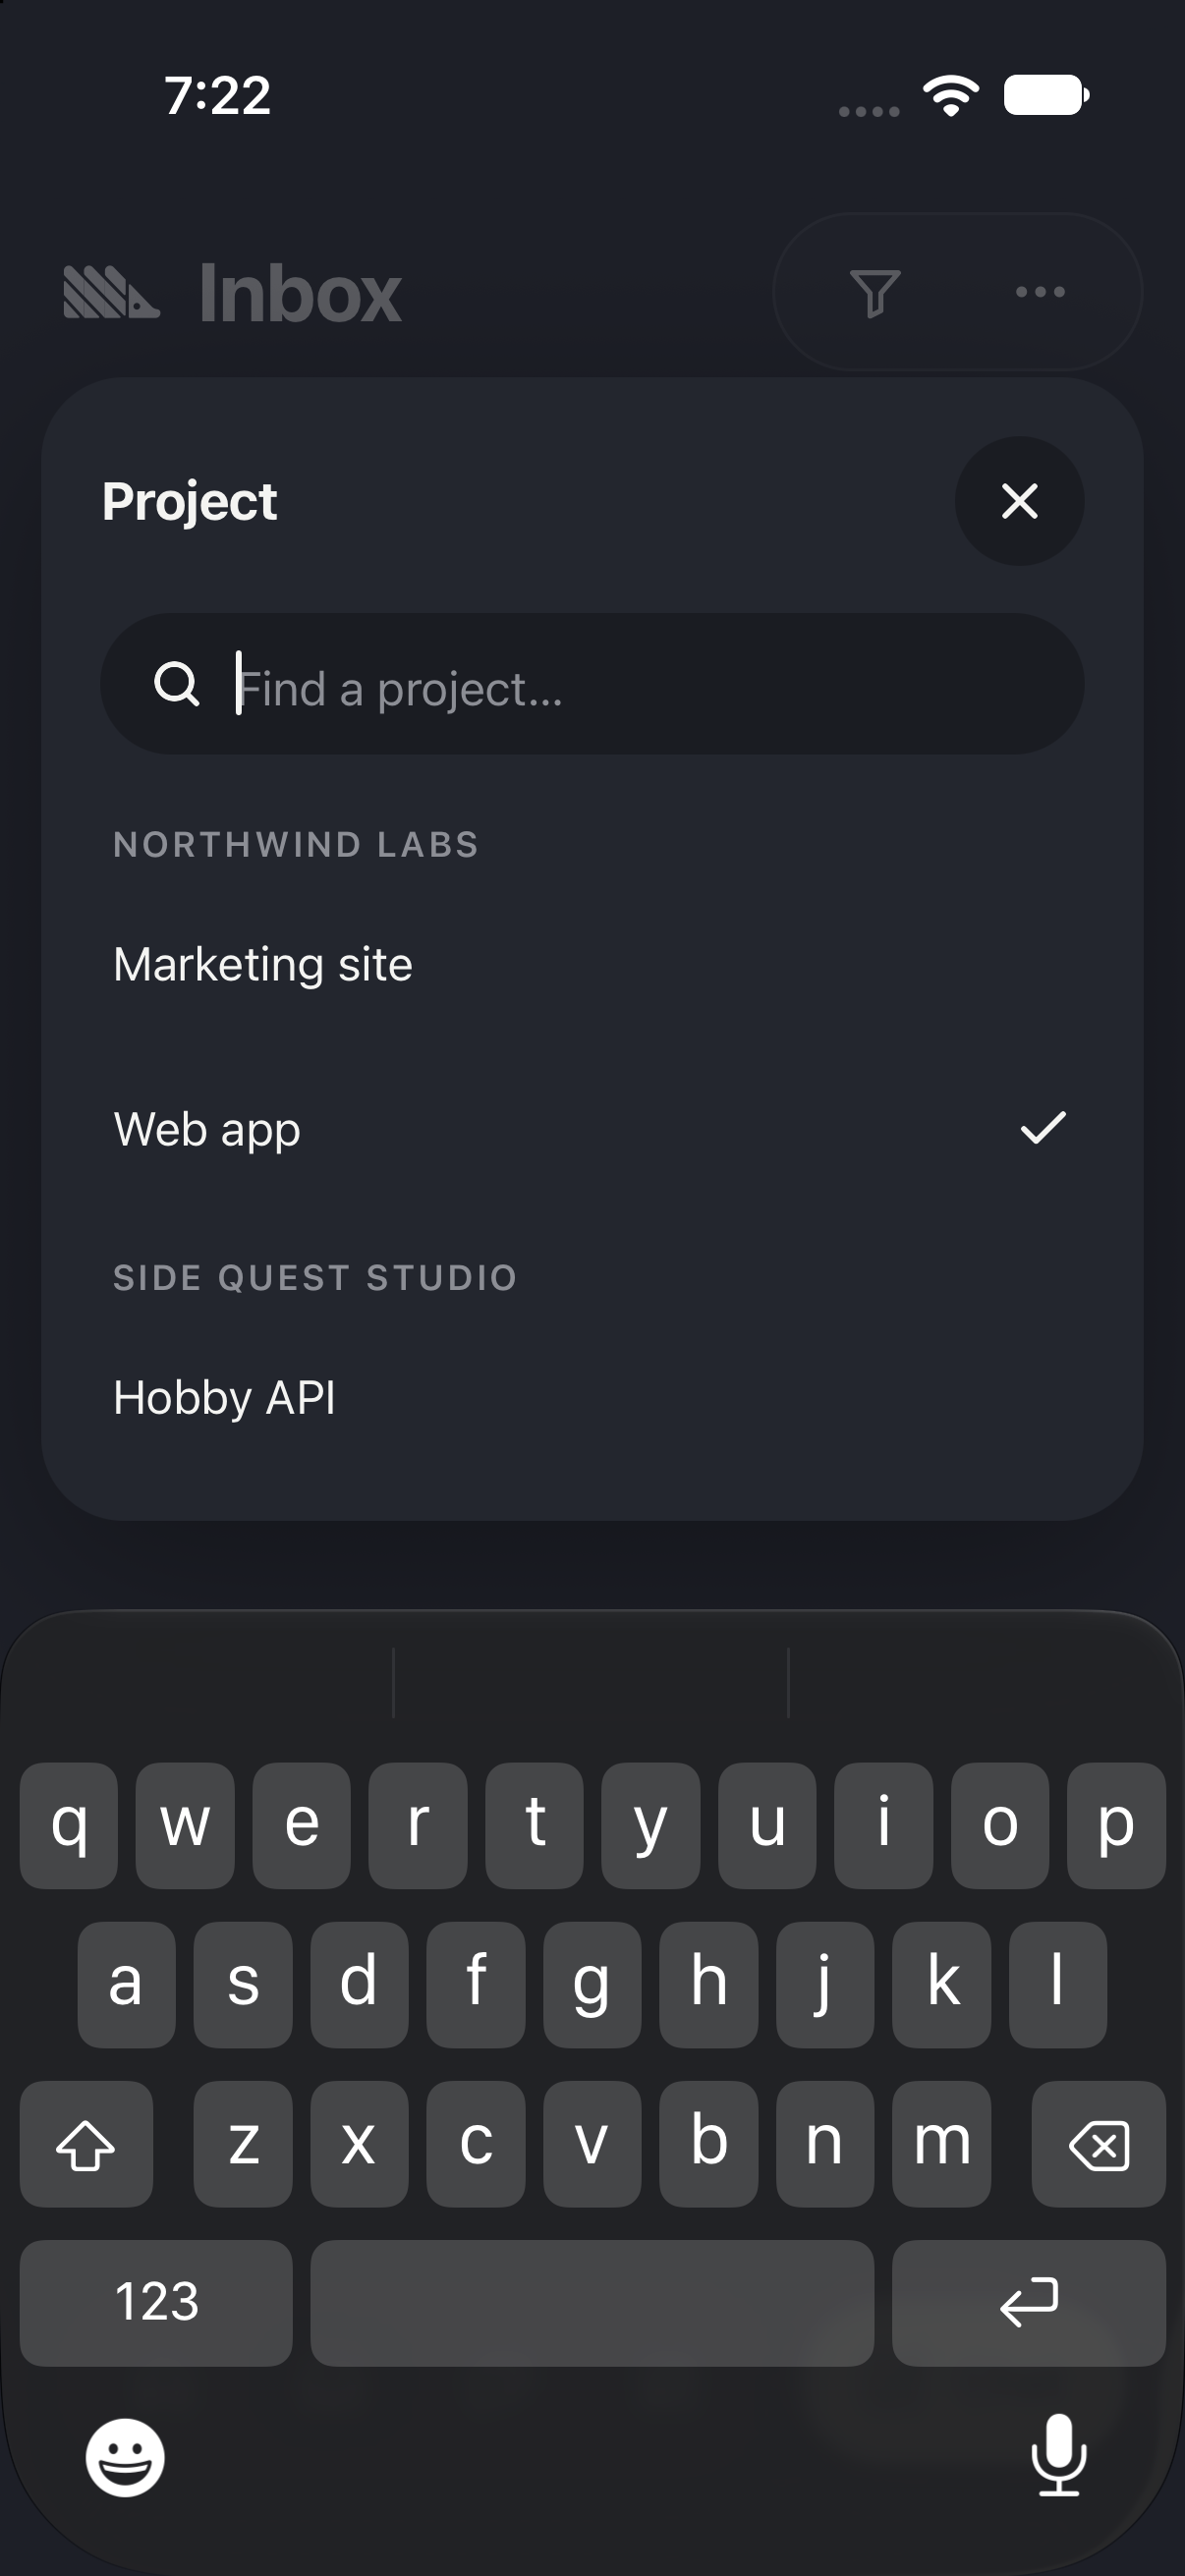 7:22
Inbox
Project
Find a project...
NORTHWIND LABS
Marketing site
Web app
SIDE QUEST STUDIO
Hobby API
q w e r t y u i o p
a s d f g h j k l
z x c v b n m
123